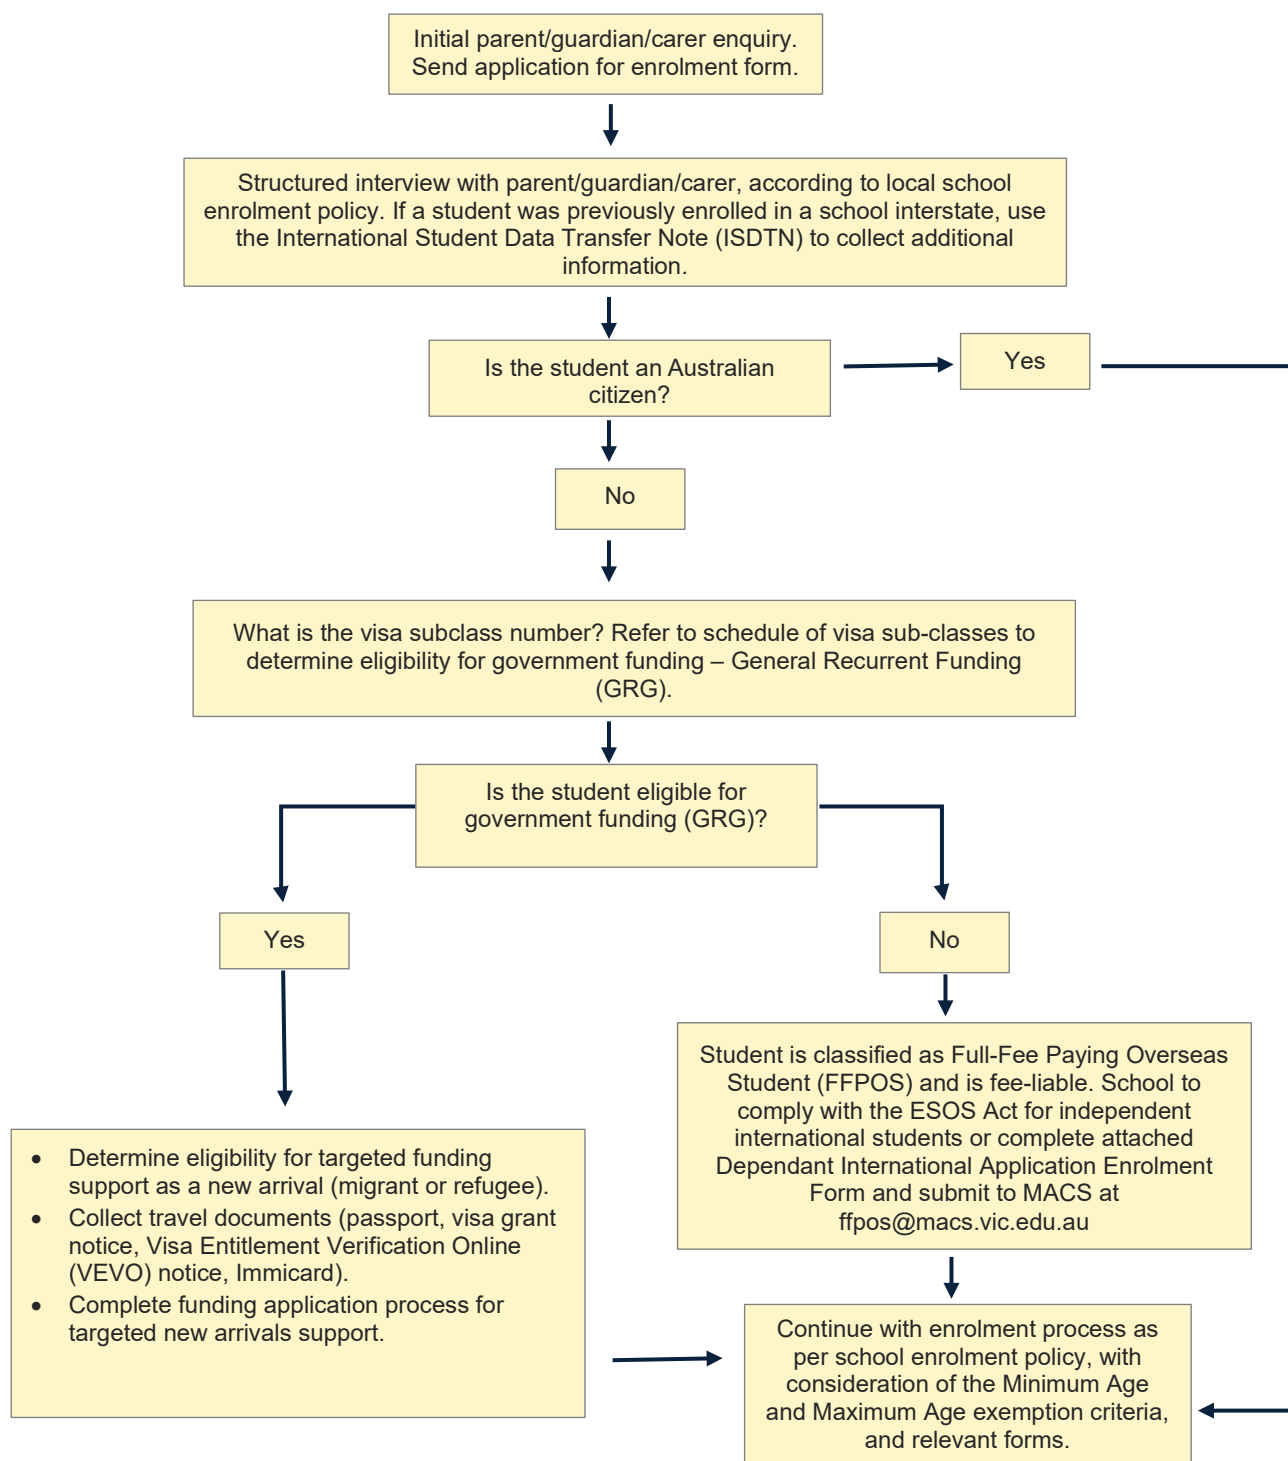 Initial parent/guardian/carer enquiry.
Send application for enrolment form.
Structured interview with parent/guardian/carer, according to local school
enrolment policy. If a student was previously enrolled in a school interstate, use
the International Student Data Transfer Note (ISDTN) to collect additional
information.
Is the student an Australian
citizen?
Yes
No
What is the visa subclass number? Refer to schedule of visa sub-classes to
determine eligibility for government funding – General Recurrent Funding
(GRG).
Is the student eligible for
government funding (GRG)?
Yes
No
Student is classified as Full-Fee Paying Overseas
Student (FFPOS) and is fee-liable. School to
comply with the ESOS Act for independent
international students or complete attached
Dependant International Application Enrolment
Form and submit to MACS at
ffpos@macs.vic.edu.au
• Determine eligibility for targeted funding
support as a new arrival (migrant or refugee).
• Collect travel documents (passport, visa grant
notice, Visa Entitlement Verification Online
(VEVO) notice, Immicard).
• Complete funding application process for
targeted new arrivals support.
Continue with enrolment process as
per school enrolment policy, with
consideration of the Minimum Age
and Maximum Age exemption criteria,
and relevant forms.